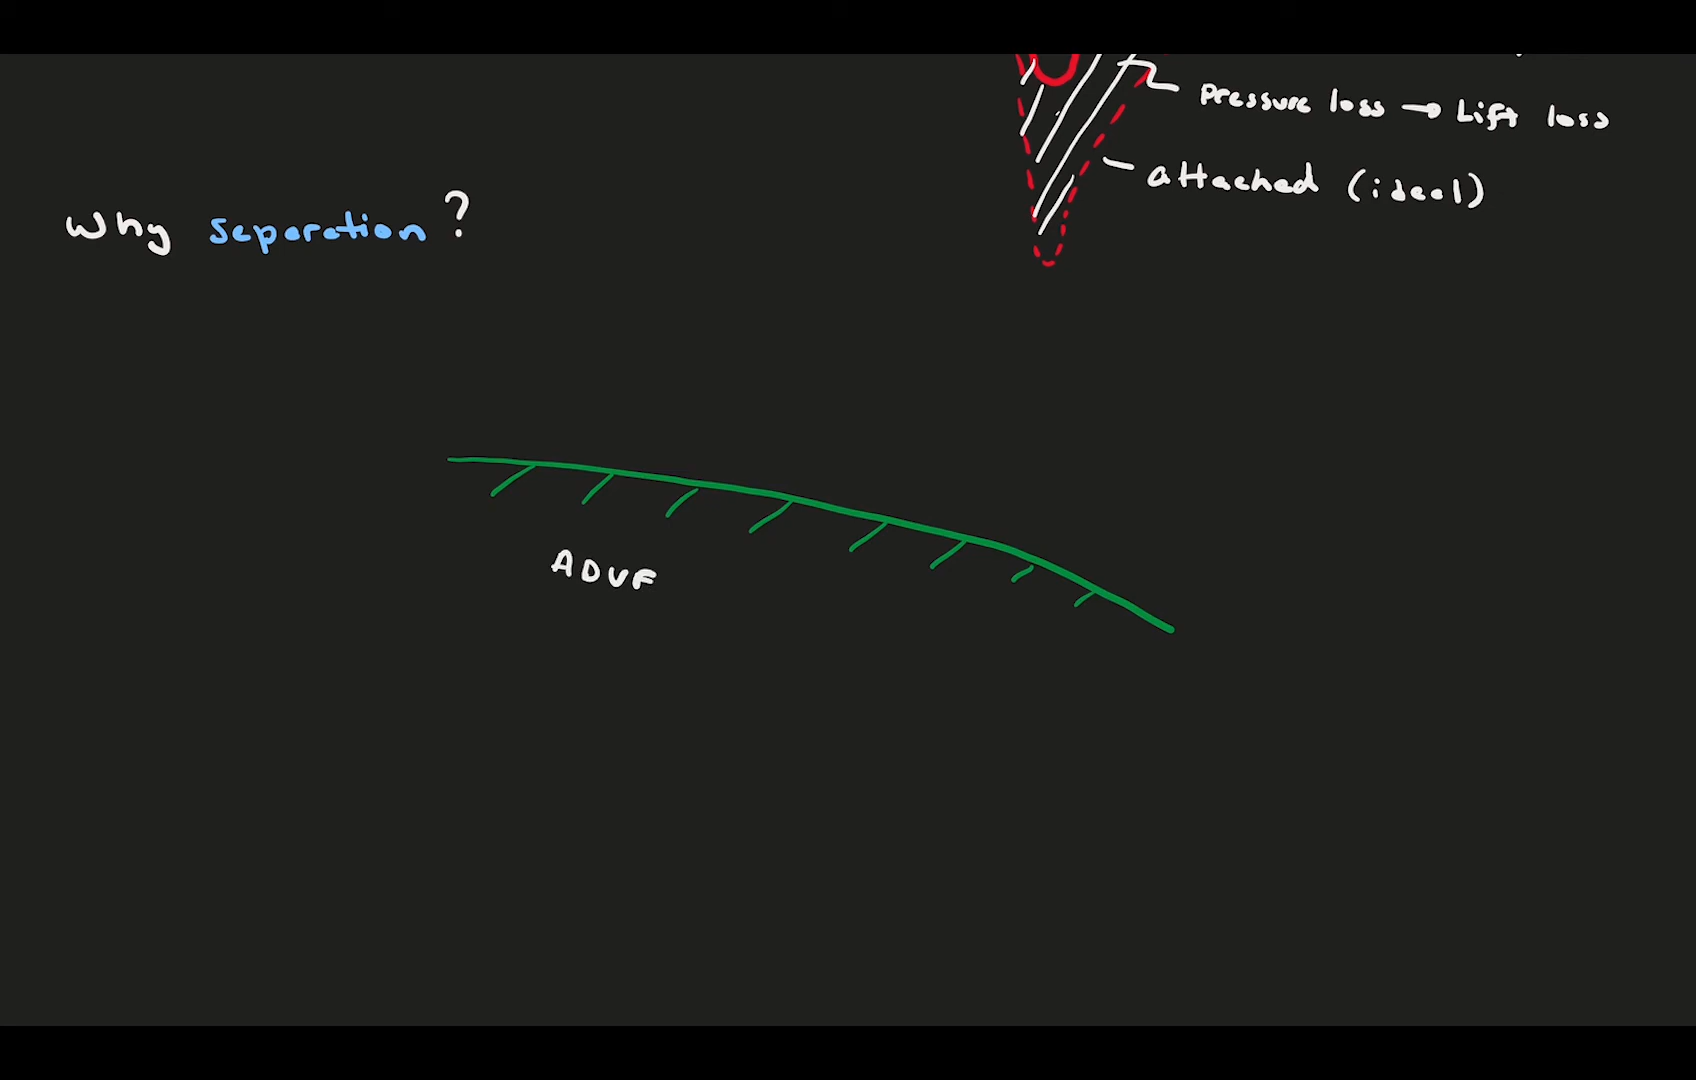 Pressure loss → Lift loss
attached (ideal)
Why separation?
ADVF